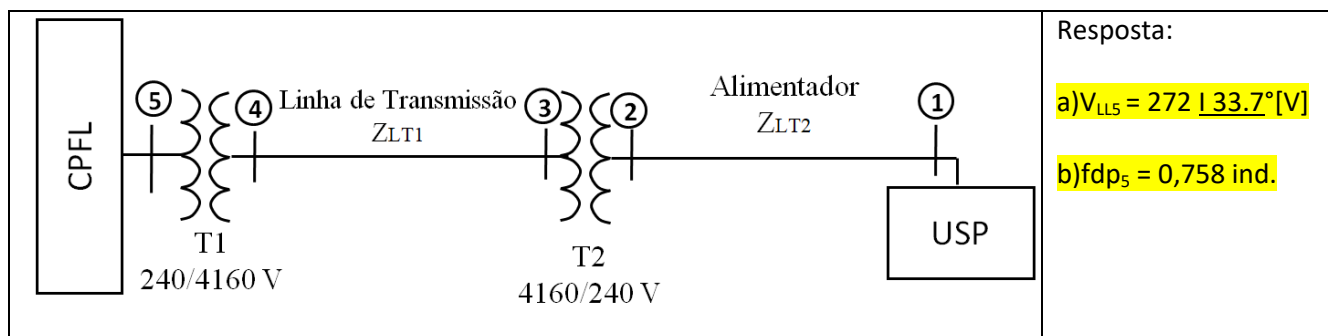 CPFL
5
4
Linha de Transmissão
ZLT1
3
2
Alimentador
ZLT2
1
T1
240/4160 V
T2
4160/240 V
USP
Resposta:
a)VLL5 = 272 I 33.7°[V]
b)fdp5 = 0,758 ind.